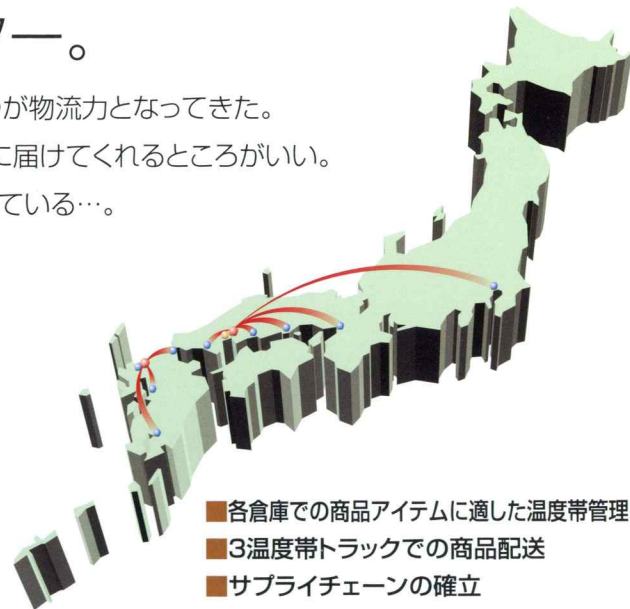 ー。
が物流力となってきた。
に届けてくれるところがいい。
ている…。
■各倉庫での商品アイテムに適した温度帯管理
■3温度帯トラックでの商品配送
■サプライチェーンの確立